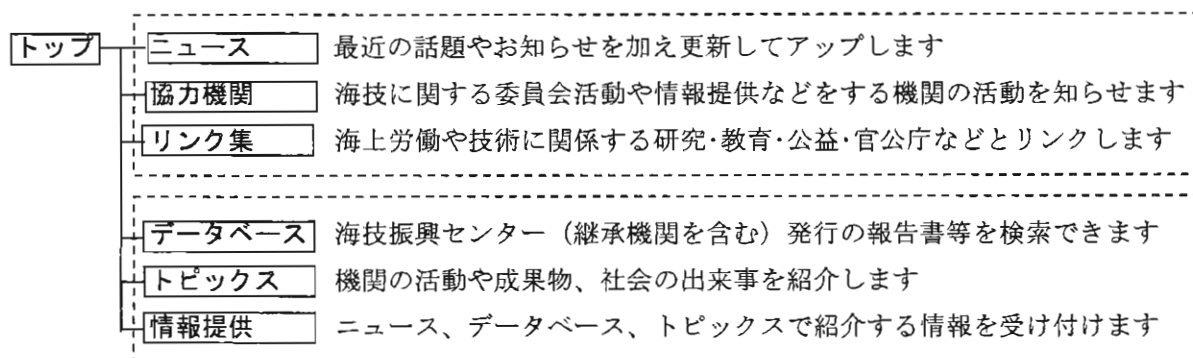 トップ ニュース 最近の話題やお知らせを加え更新してアップします
協力機関 海技に関する委員会活動や情報提供などをする機関の活動を知らせます
リンク集 海上労働や技術に関係する研究・教育・公益・官公庁などとリンクします
データベース 海技振興センター（継承機関を含む）発行の報告書等を検索できます
トピックス 機関の活動や成果物、社会の出来事を紹介します
情報提供 ニュース、データベース、トピックスで紹介する情報を受け付けます